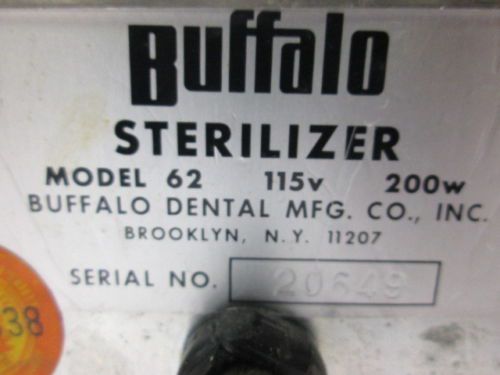 Buffalo
STERILIZER
MODEL 62 115v 200w
BUFFALO DENTAL MFG. CO., INC.
BROOKLYN, N.Y. 11207
SERIAL NO. 20649
38